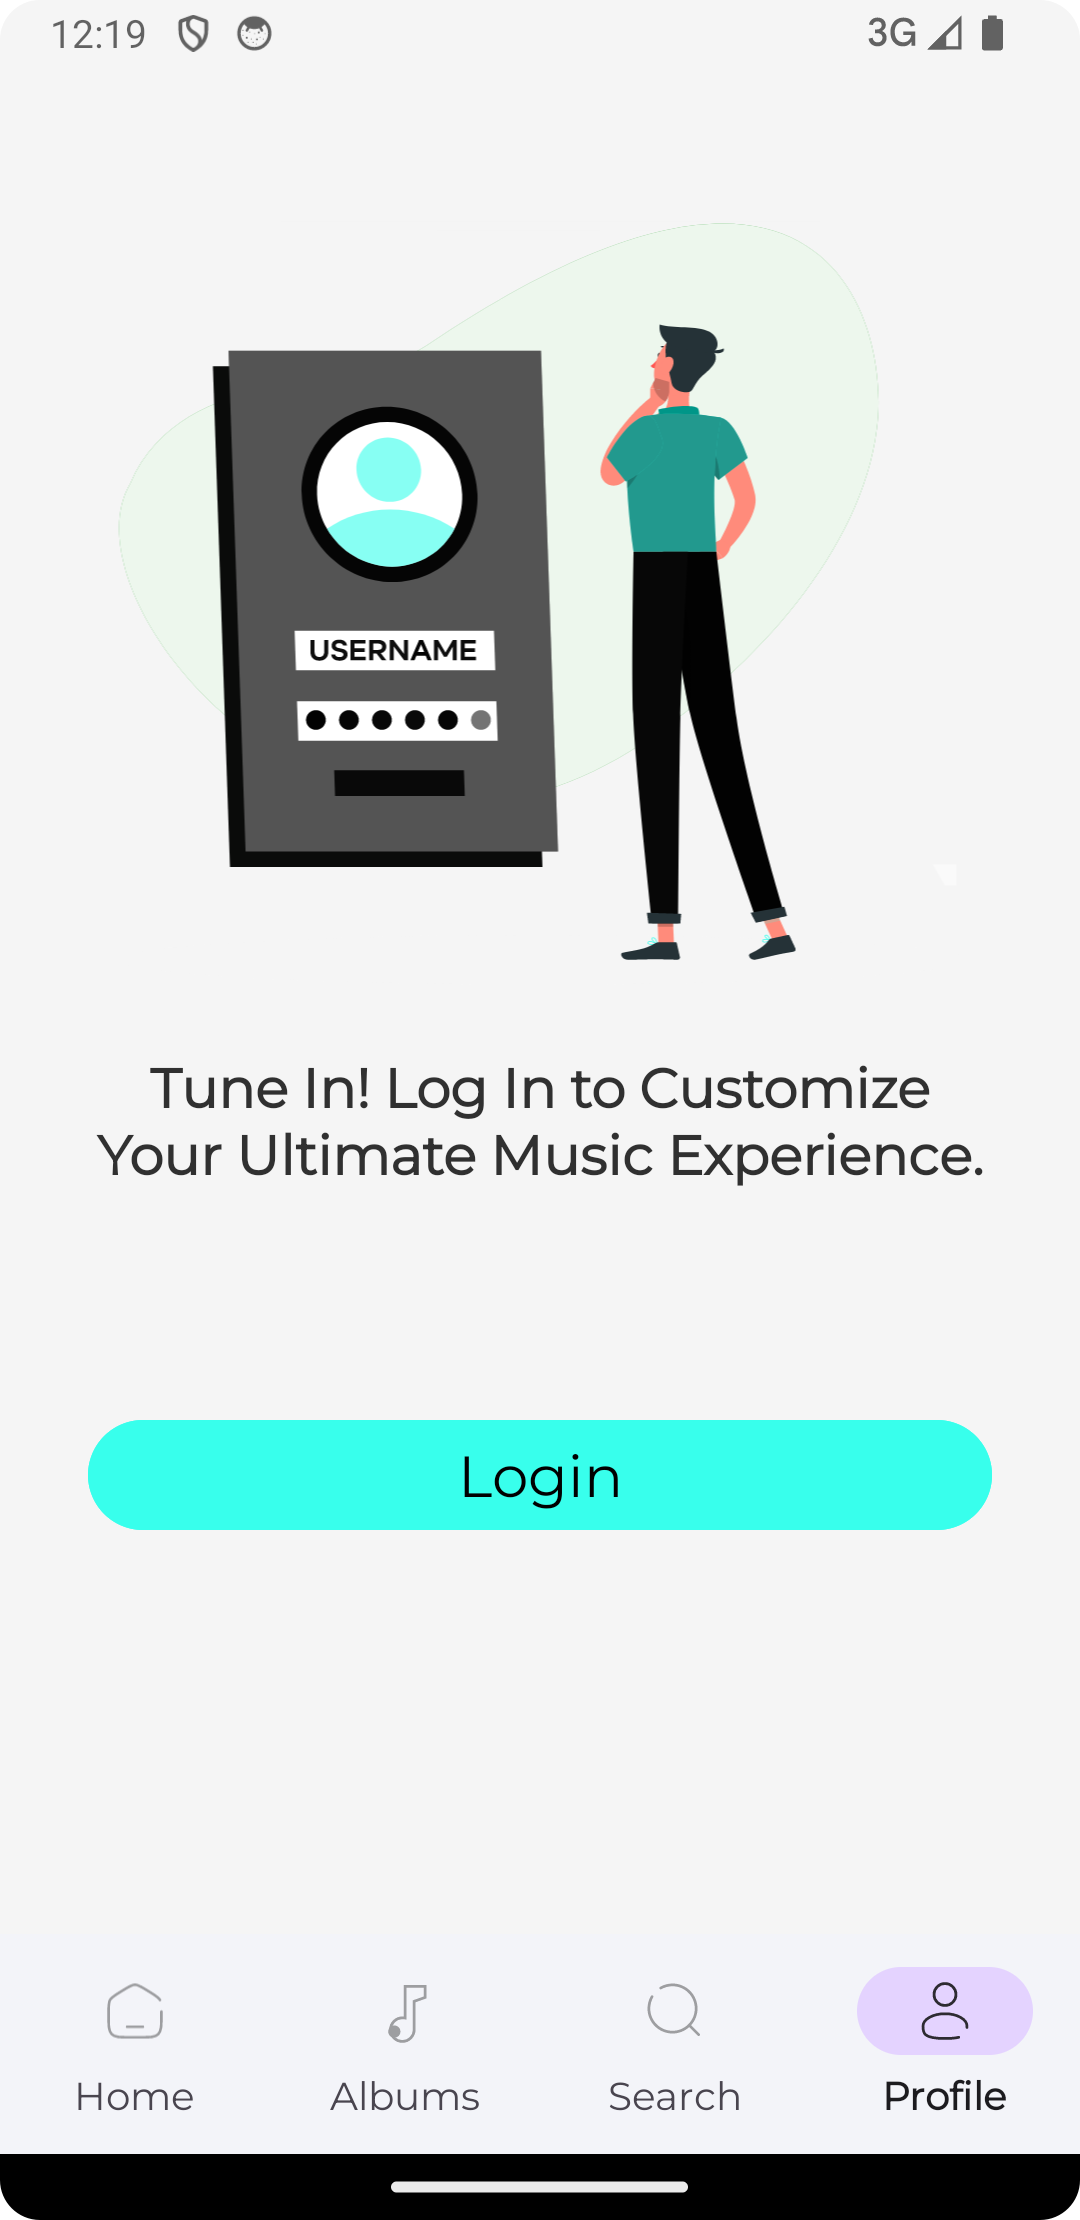 12:19
3G
USERNAME
Tune In! Log In to Customize
Your Ultimate Music Experience.
Login
Home
Albums
Search
Profile